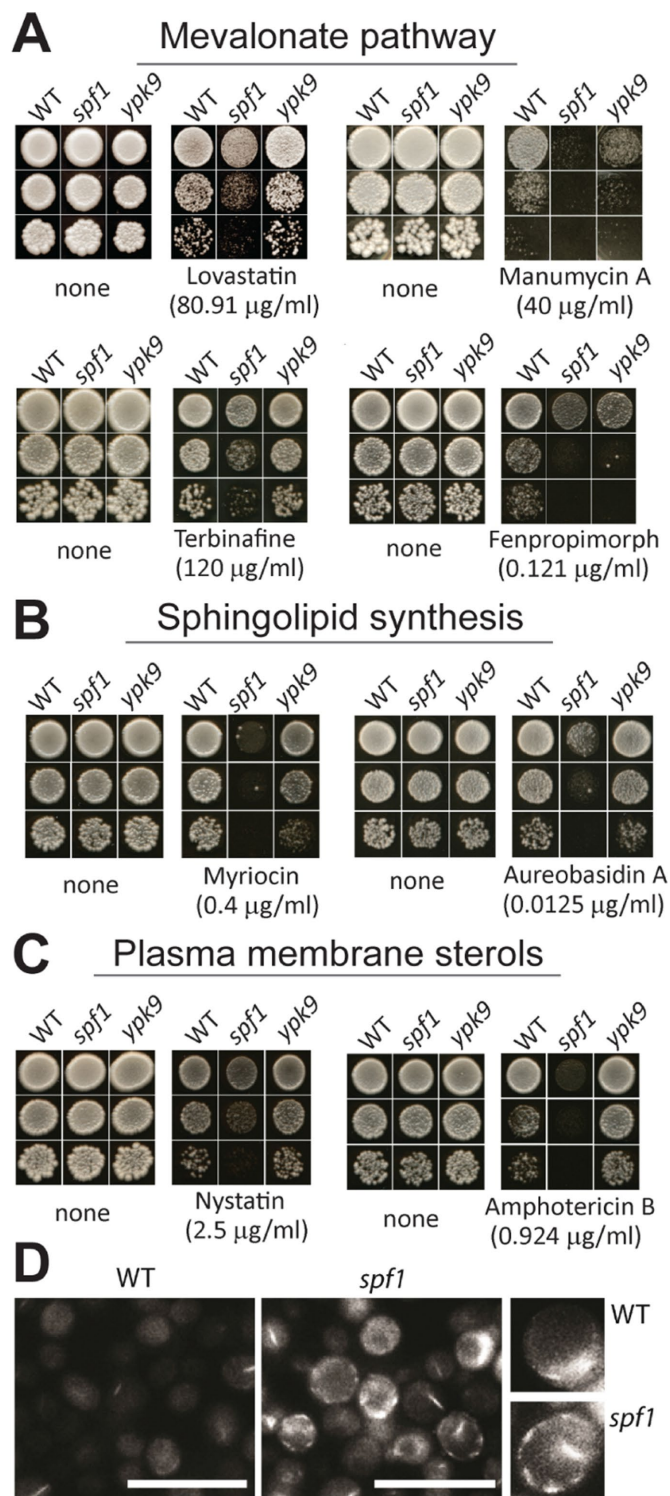 A Mevalonate pathway
WT spf1 ypk9 WT spf1 ypk9 WT spf1 ypk9 WT spf1 ypk9
none Lovastatin (80.91 μg/ml) none Manumycin A (40 μg/ml)
WT spf1 ypk9 WT spf1 ypk9 WT spf1 ypk9 WT spf1 ypk9
none Terbinafine (120 μg/ml) none Fenpropimorph (0.121 μg/ml)
B Sphingolipid synthesis
WT spf1 ypk9 WT spf1 ypk9 WT spf1 ypk9 WT spf1 ypk9
none Myriocin (0.4 μg/ml) none Aureobasidin A (0.0125 μg/ml)
C Plasma membrane sterols
WT spf1 ypk9 WT spf1 ypk9 WT spf1 ypk9 WT spf1 ypk9
none Nystatin (2.5 μg/ml) none Amphotericin B (0.924 μg/ml)
D WT spf1
WT
spf1